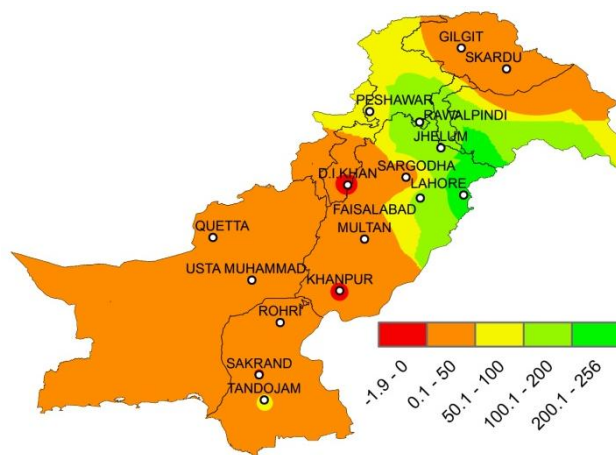 GILGIT
SKARDU
PESHAWAR
RAWALPINDI
JHELUM
D.I.KHAN
SARGODHA
LAHORE
FAISALABAD
QUETTA
MULTAN
USTA MUHAMMAD
KHANPUR
ROHRI
SAKRAND
TANDOJAM
-1.9 - 0
0.1 - 50
50.1 - 100
100.1 - 200
200.1 - 256